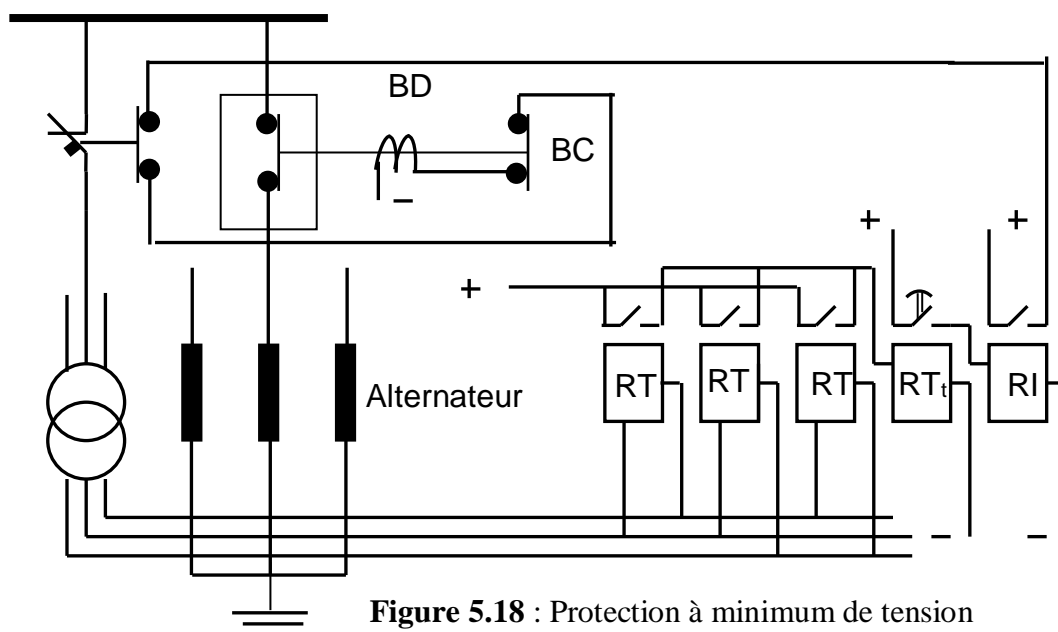 BD
BC
+ +
+
RT RT RT RTt RI
Alternateur
Figure 5.18 : Protection à minimum de tension